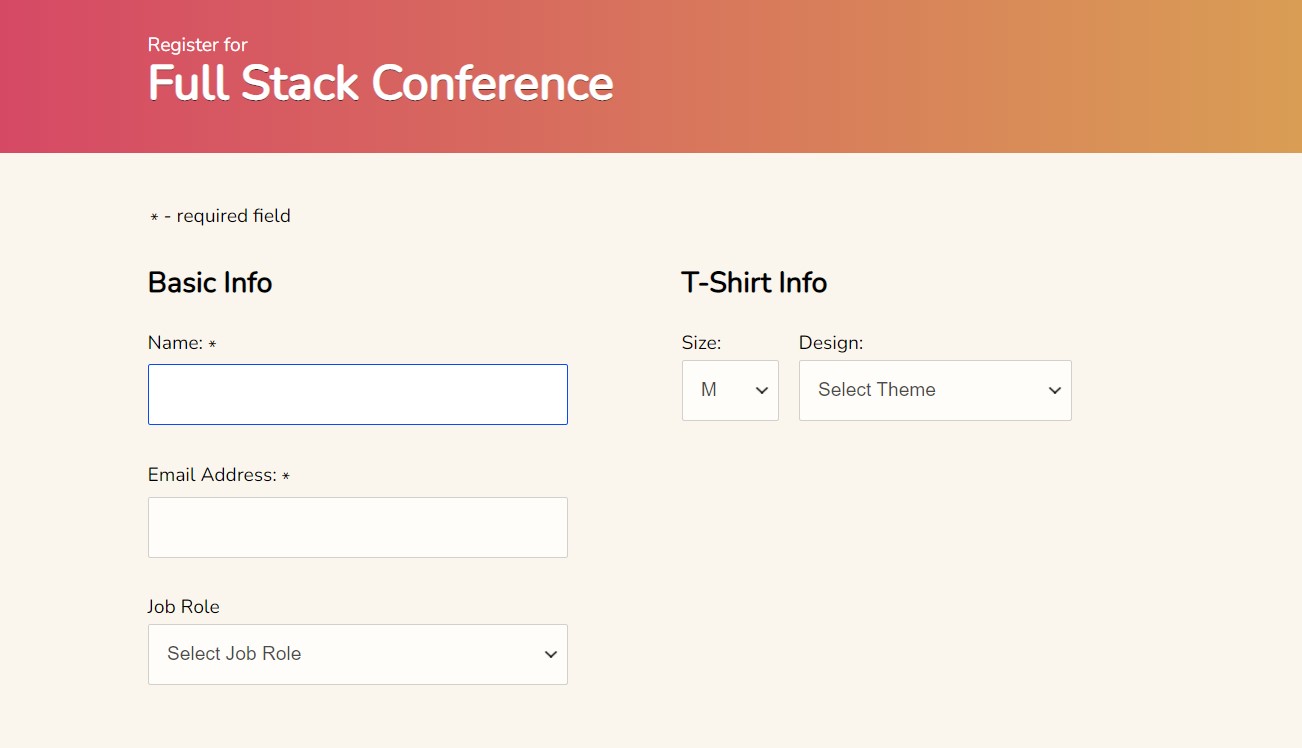 Register for
Full Stack Conference
* - required field
Basic Info
Name: *
Email Address: *
Job Role
Select Job Role
T-Shirt Info
Size:
M
Design:
Select Theme